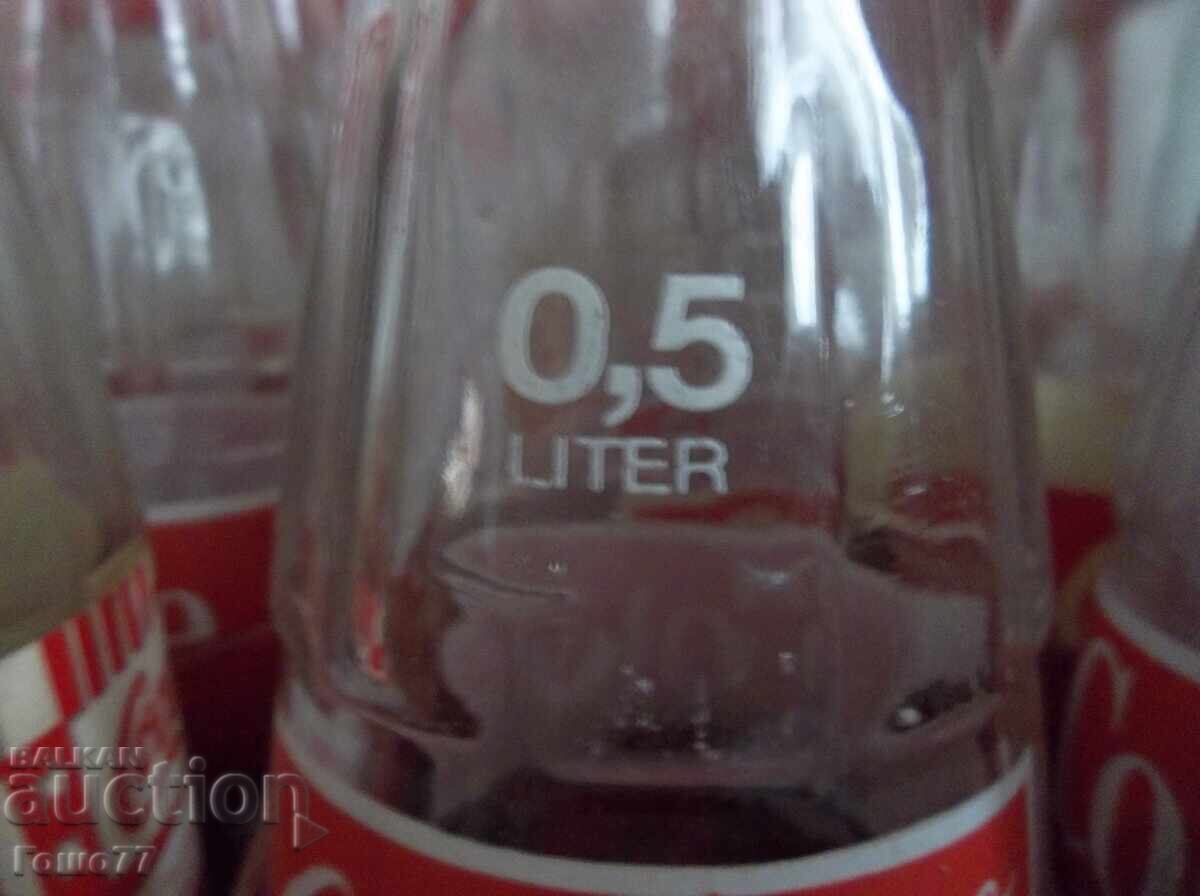 0,5
LITER
BALKAN
auction
Гошо77